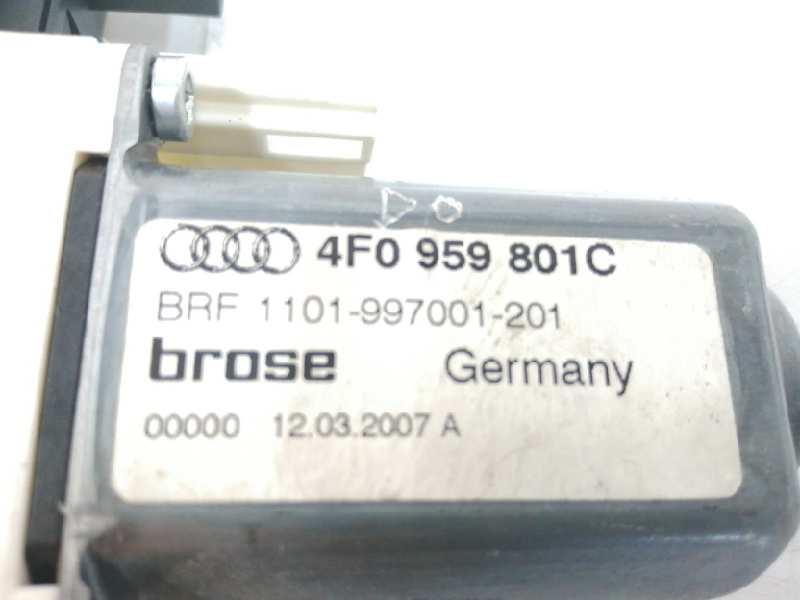 4F0 959 801C
BRF 1101-997001-201
brose Germany
00000 12.03.2007 A